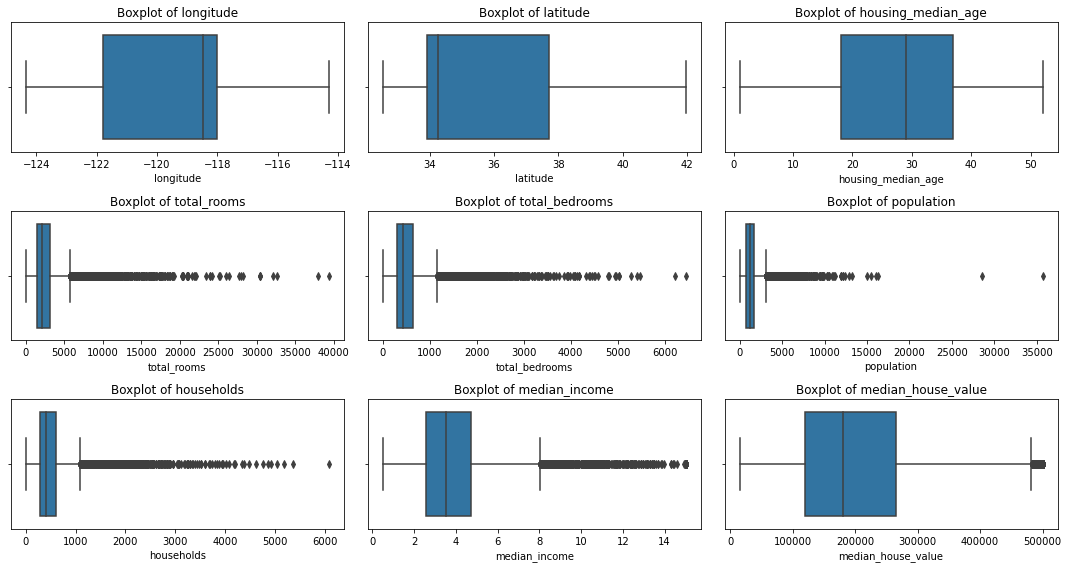 Boxplot of longitude
−124 −122 −120 −118 −116 −114
longitude
Boxplot of latitude
34 36 38 40 42
latitude
Boxplot of housing_median_age
0 10 20 30 40 50
housing_median_age
Boxplot of total_rooms
0 5000 10000 15000 20000 25000 30000 35000 40000
total_rooms
Boxplot of total_bedrooms
0 1000 2000 3000 4000 5000 6000
total_bedrooms
Boxplot of population
0 5000 10000 15000 20000 25000 30000 35000
population
Boxplot of households
0 1000 2000 3000 4000 5000 6000
households
Boxplot of median_income
0 2 4 6 8 10 12 14
median_income
Boxplot of median_house_value
0 100000 200000 300000 400000 500000
median_house_value